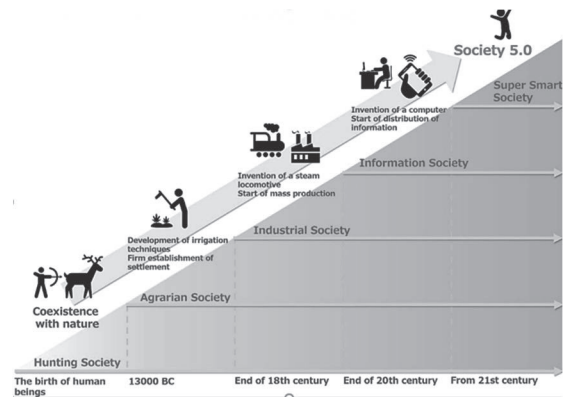 Society 5.0
Super Smart
Society
Invention of a computer
Start of distribution of
information
Information Society
Invention of a steam
locomotive
Start of mass production
Industrial Society
Development of irrigation
techniques
Firm establishment of
settlement
Agrarian Society
Coexistence
with nature
Hunting Society
The birth of human
beings
13000 BC
End of 18th century
End of 20th century
From 21st century